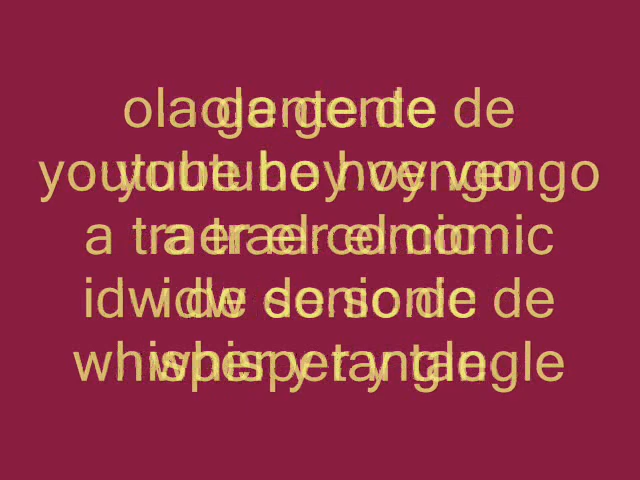 ola gente de
youtube hoy vengo
a traer el comic
idw de sonic de
whisper y tangle